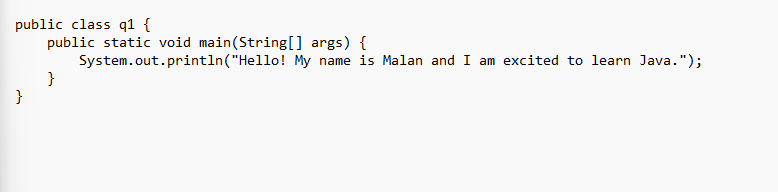 public class q1 {
    public static void main(String[] args) {
        System.out.println("Hello! My name is Malan and I am excited to learn Java.");
    }
}